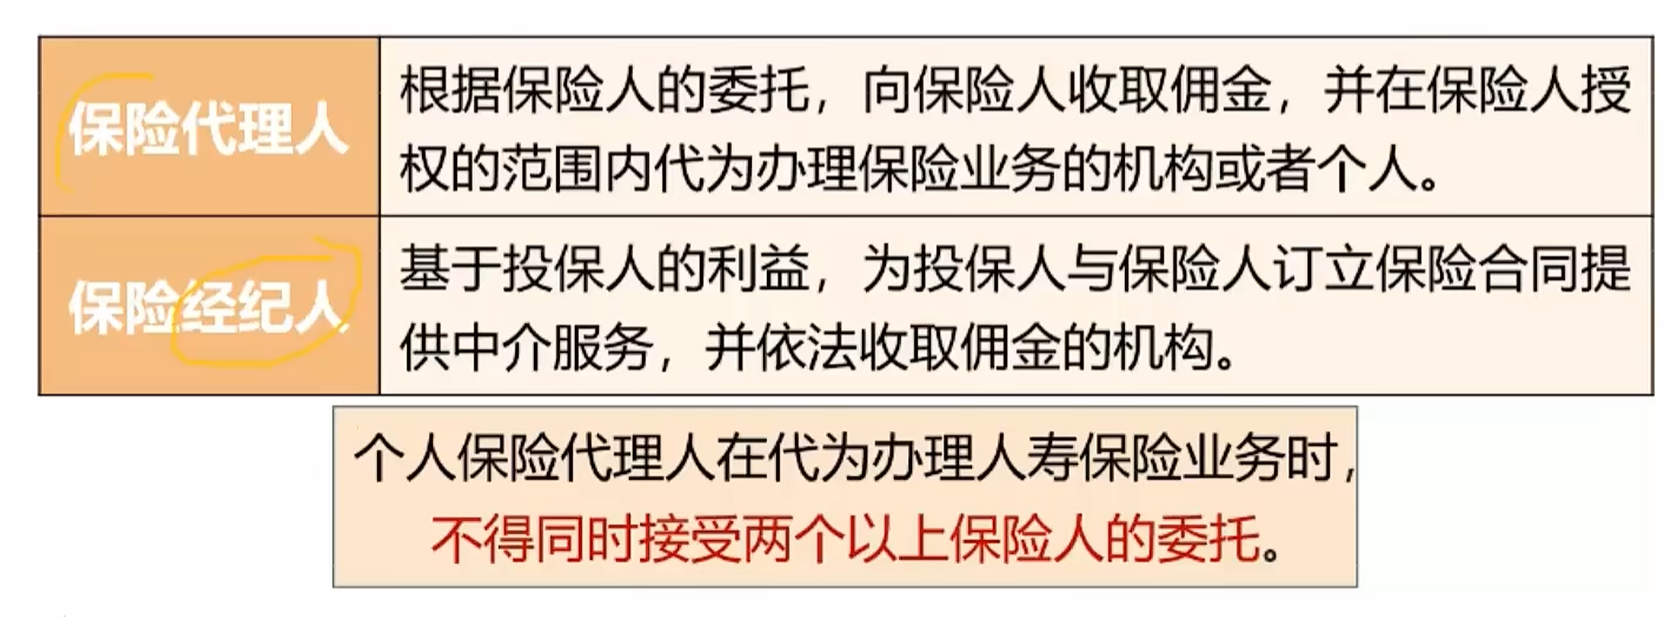 保险代理人
根据保险人的委托，向保险人收取佣金，并在保险人授
权的范围内代为办理保险业务的机构或者个人。
保险经纪人
基于投保人的利益，为投保人与保险人订立保险合同提
供中介服务，并依法收取佣金的机构。
个人保险代理人在代为办理人寿保险业务时，
不得同时接受两个以上保险人的委托。